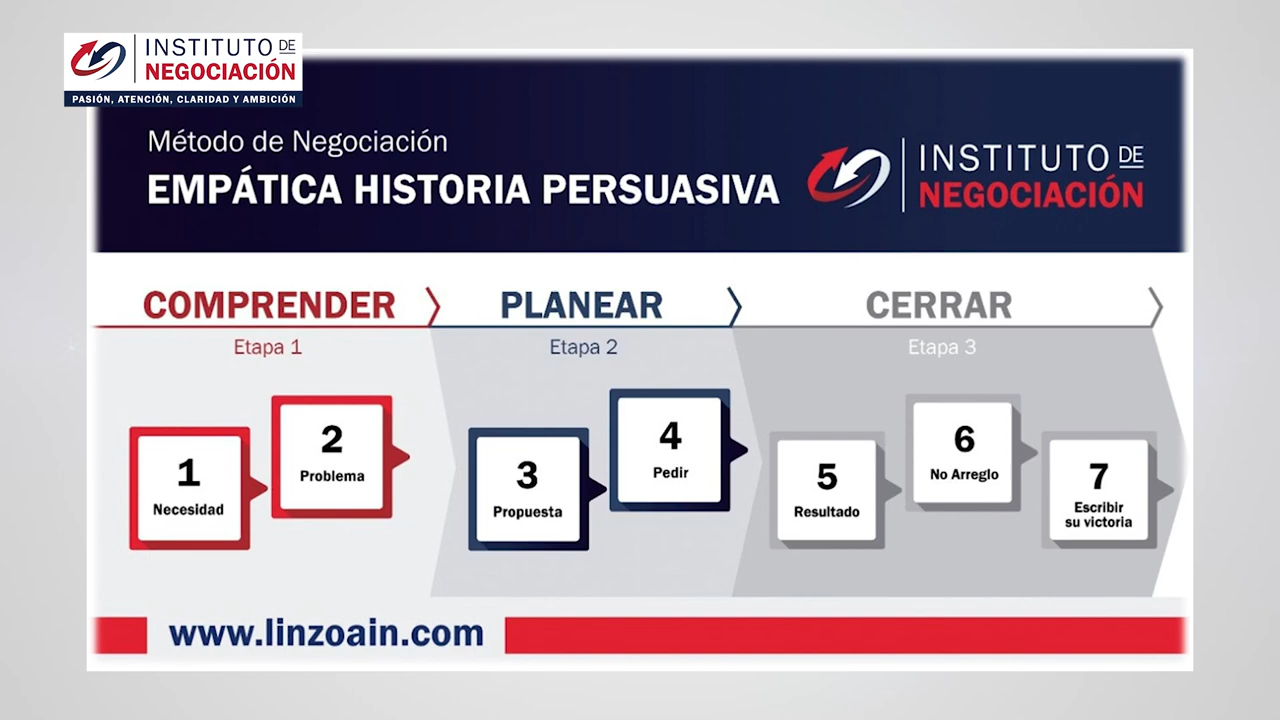 INSTITUTO DE
NEGOCIACIÓN
PASIÓN, ATENCIÓN, CLARIDAD Y AMBICIÓN
Método de Negociación
EMPÁTICA HISTORIA PERSUASIVA
INSTITUTO DE
NEGOCIACIÓN
COMPRENDER
Etapa 1
PLANEAR
Etapa 2
CERRAR
Etapa 3
1
Necesidad
2
Problema
3
Propuesta
4
Pedir
5
Resultado
6
No Arreglo
7
Escribir
su victoria
www.linzoain.com